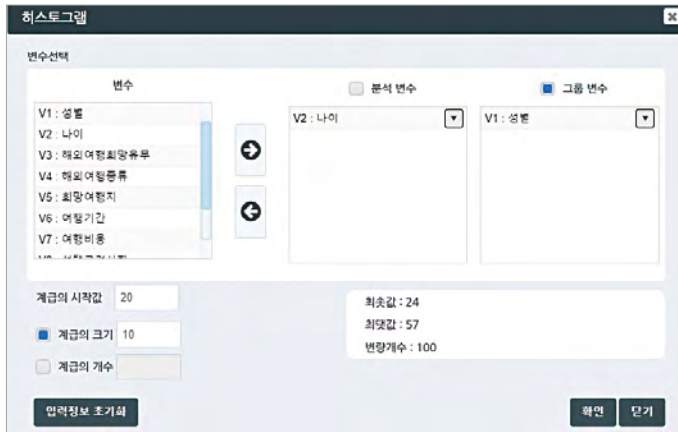 히스토그램
변수선택
변수
분석 변수
그룹 변수
V1 : 성별
V2 : 나이
V3 : 해외여행희망유무
V4 : 해외여행종류
V5 : 희망여행지
V6 : 여행기간
V7 : 여행비용
V2 : 나이
V1 : 성별
계급의 시작값 20
계급의 크기 10
계급의 개수
최솟값 : 24
최댓값 : 57
변량개수 : 100
입력정보 초기화
확인
닫기